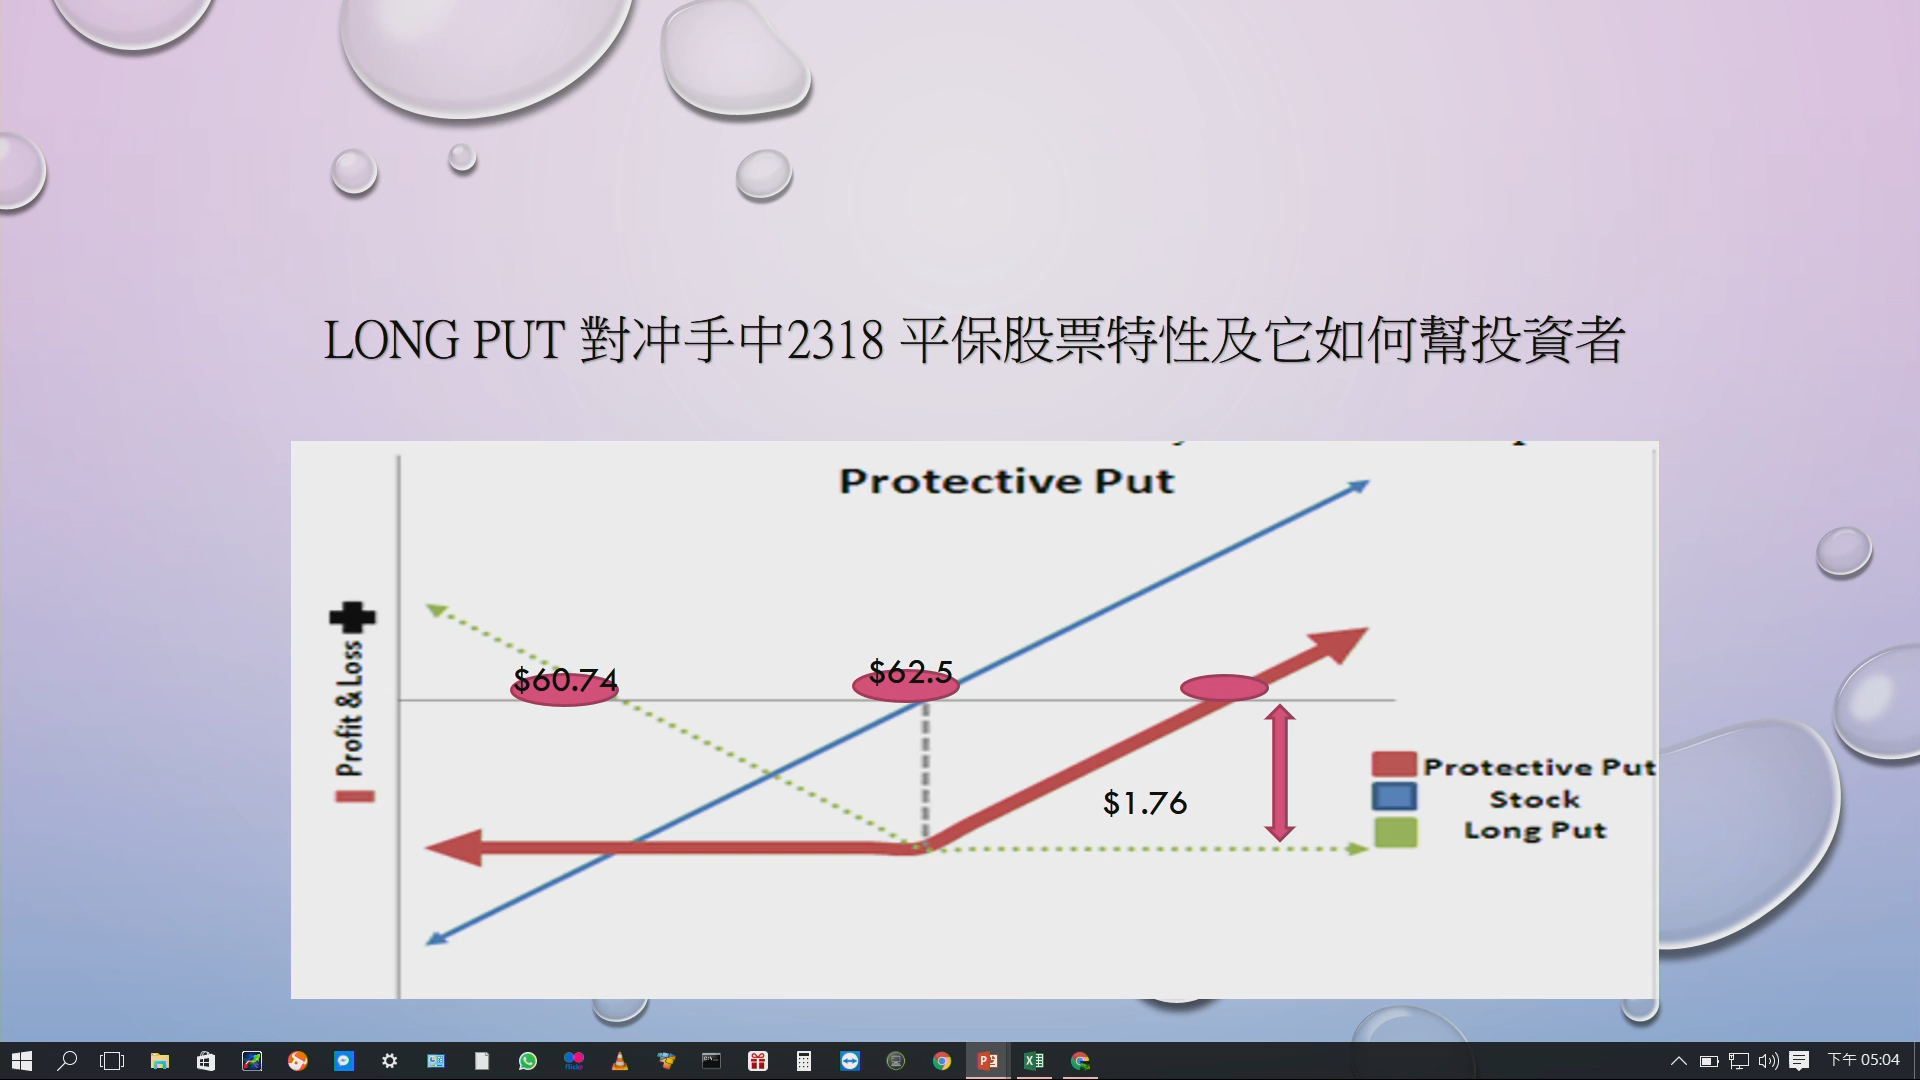 LONG PUT 對冲手中2318 平保股票特性及它如何幫投資者
Protective Put
Profit & Loss
$60.74
$62.5
$1.76
Protective Put
Stock
Long Put
下午 05:04